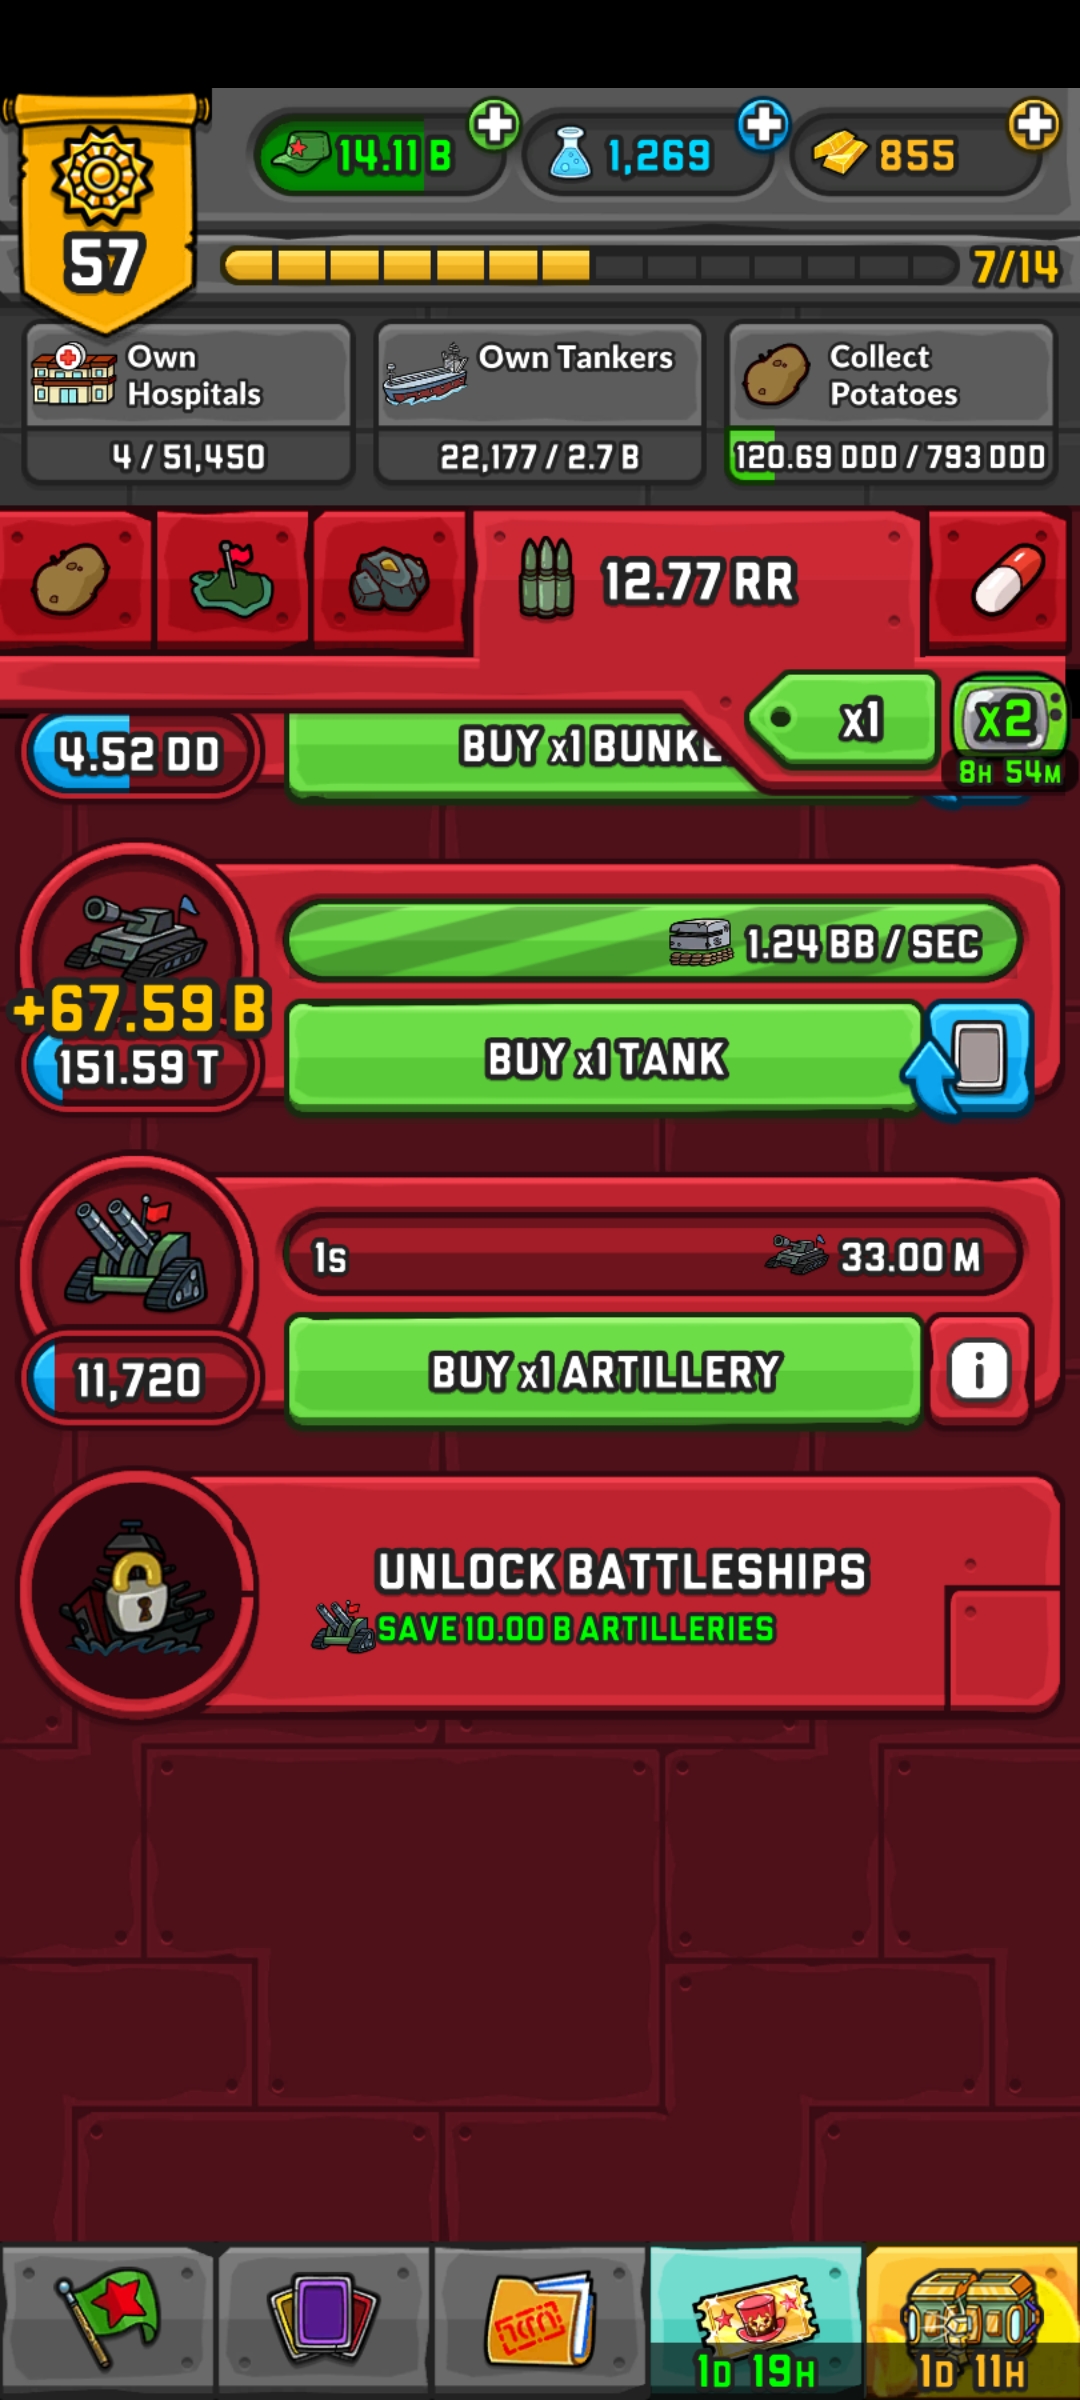 14.11 B
1,269
855
57
7/14
Own
Hospitals
4 / 51,450
Own Tankers
22,177 / 2.7 B
Collect
Potatoes
120.69 DDD / 793 DDD
12.77 RR
x1
x2
8H 54M
4.52 DD
BUY x1 BUNKE
1.24 BB / SEC
+67.59 B
151.59 T
BUY x1 TANK
1s
33.00 M
11,720
BUY x1 ARTILLERY
i
UNLOCK BATTLESHIPS
SAVE 10.00 B ARTILLERIES
1D 19H
1D 11H